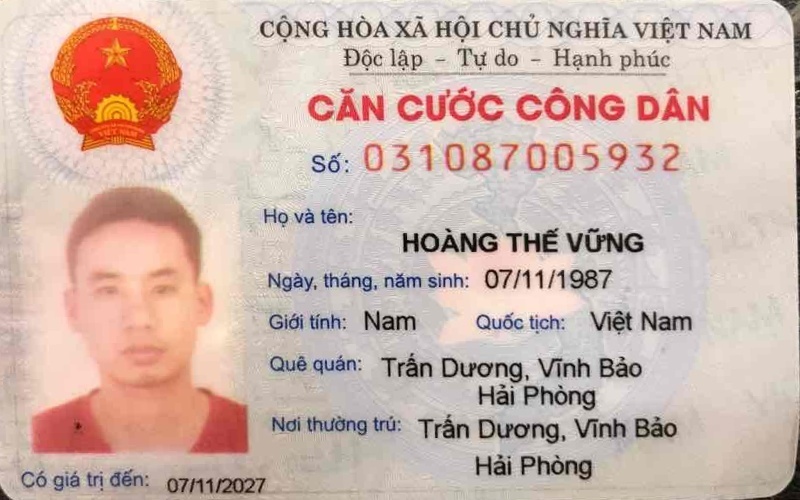 CỘNG HÒA XÃ HỘI CHỦ NGHĨA VIỆT NAM
Độc lập - Tự do - Hạnh phúc
CĂN CƯỚC CÔNG DÂN
Số: 031087005932
Họ và tên:
HOÀNG THẾ VỮNG
Ngày, tháng, năm sinh: 07/11/1987
Giới tính: Nam Quốc tịch: Việt Nam
Quê quán: Trấn Dương, Vĩnh Bảo
Hải Phòng
Nơi thường trú: Trấn Dương, Vĩnh Bảo
Hải Phòng
Có giá trị đến: 07/11/2027